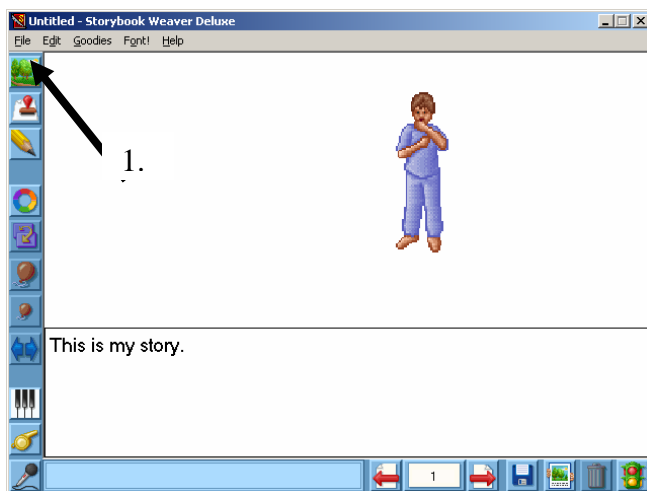 Untitled - Storybook Weaver Deluxe
File Edit Goodies Font! Help
1.
This is my story.
1